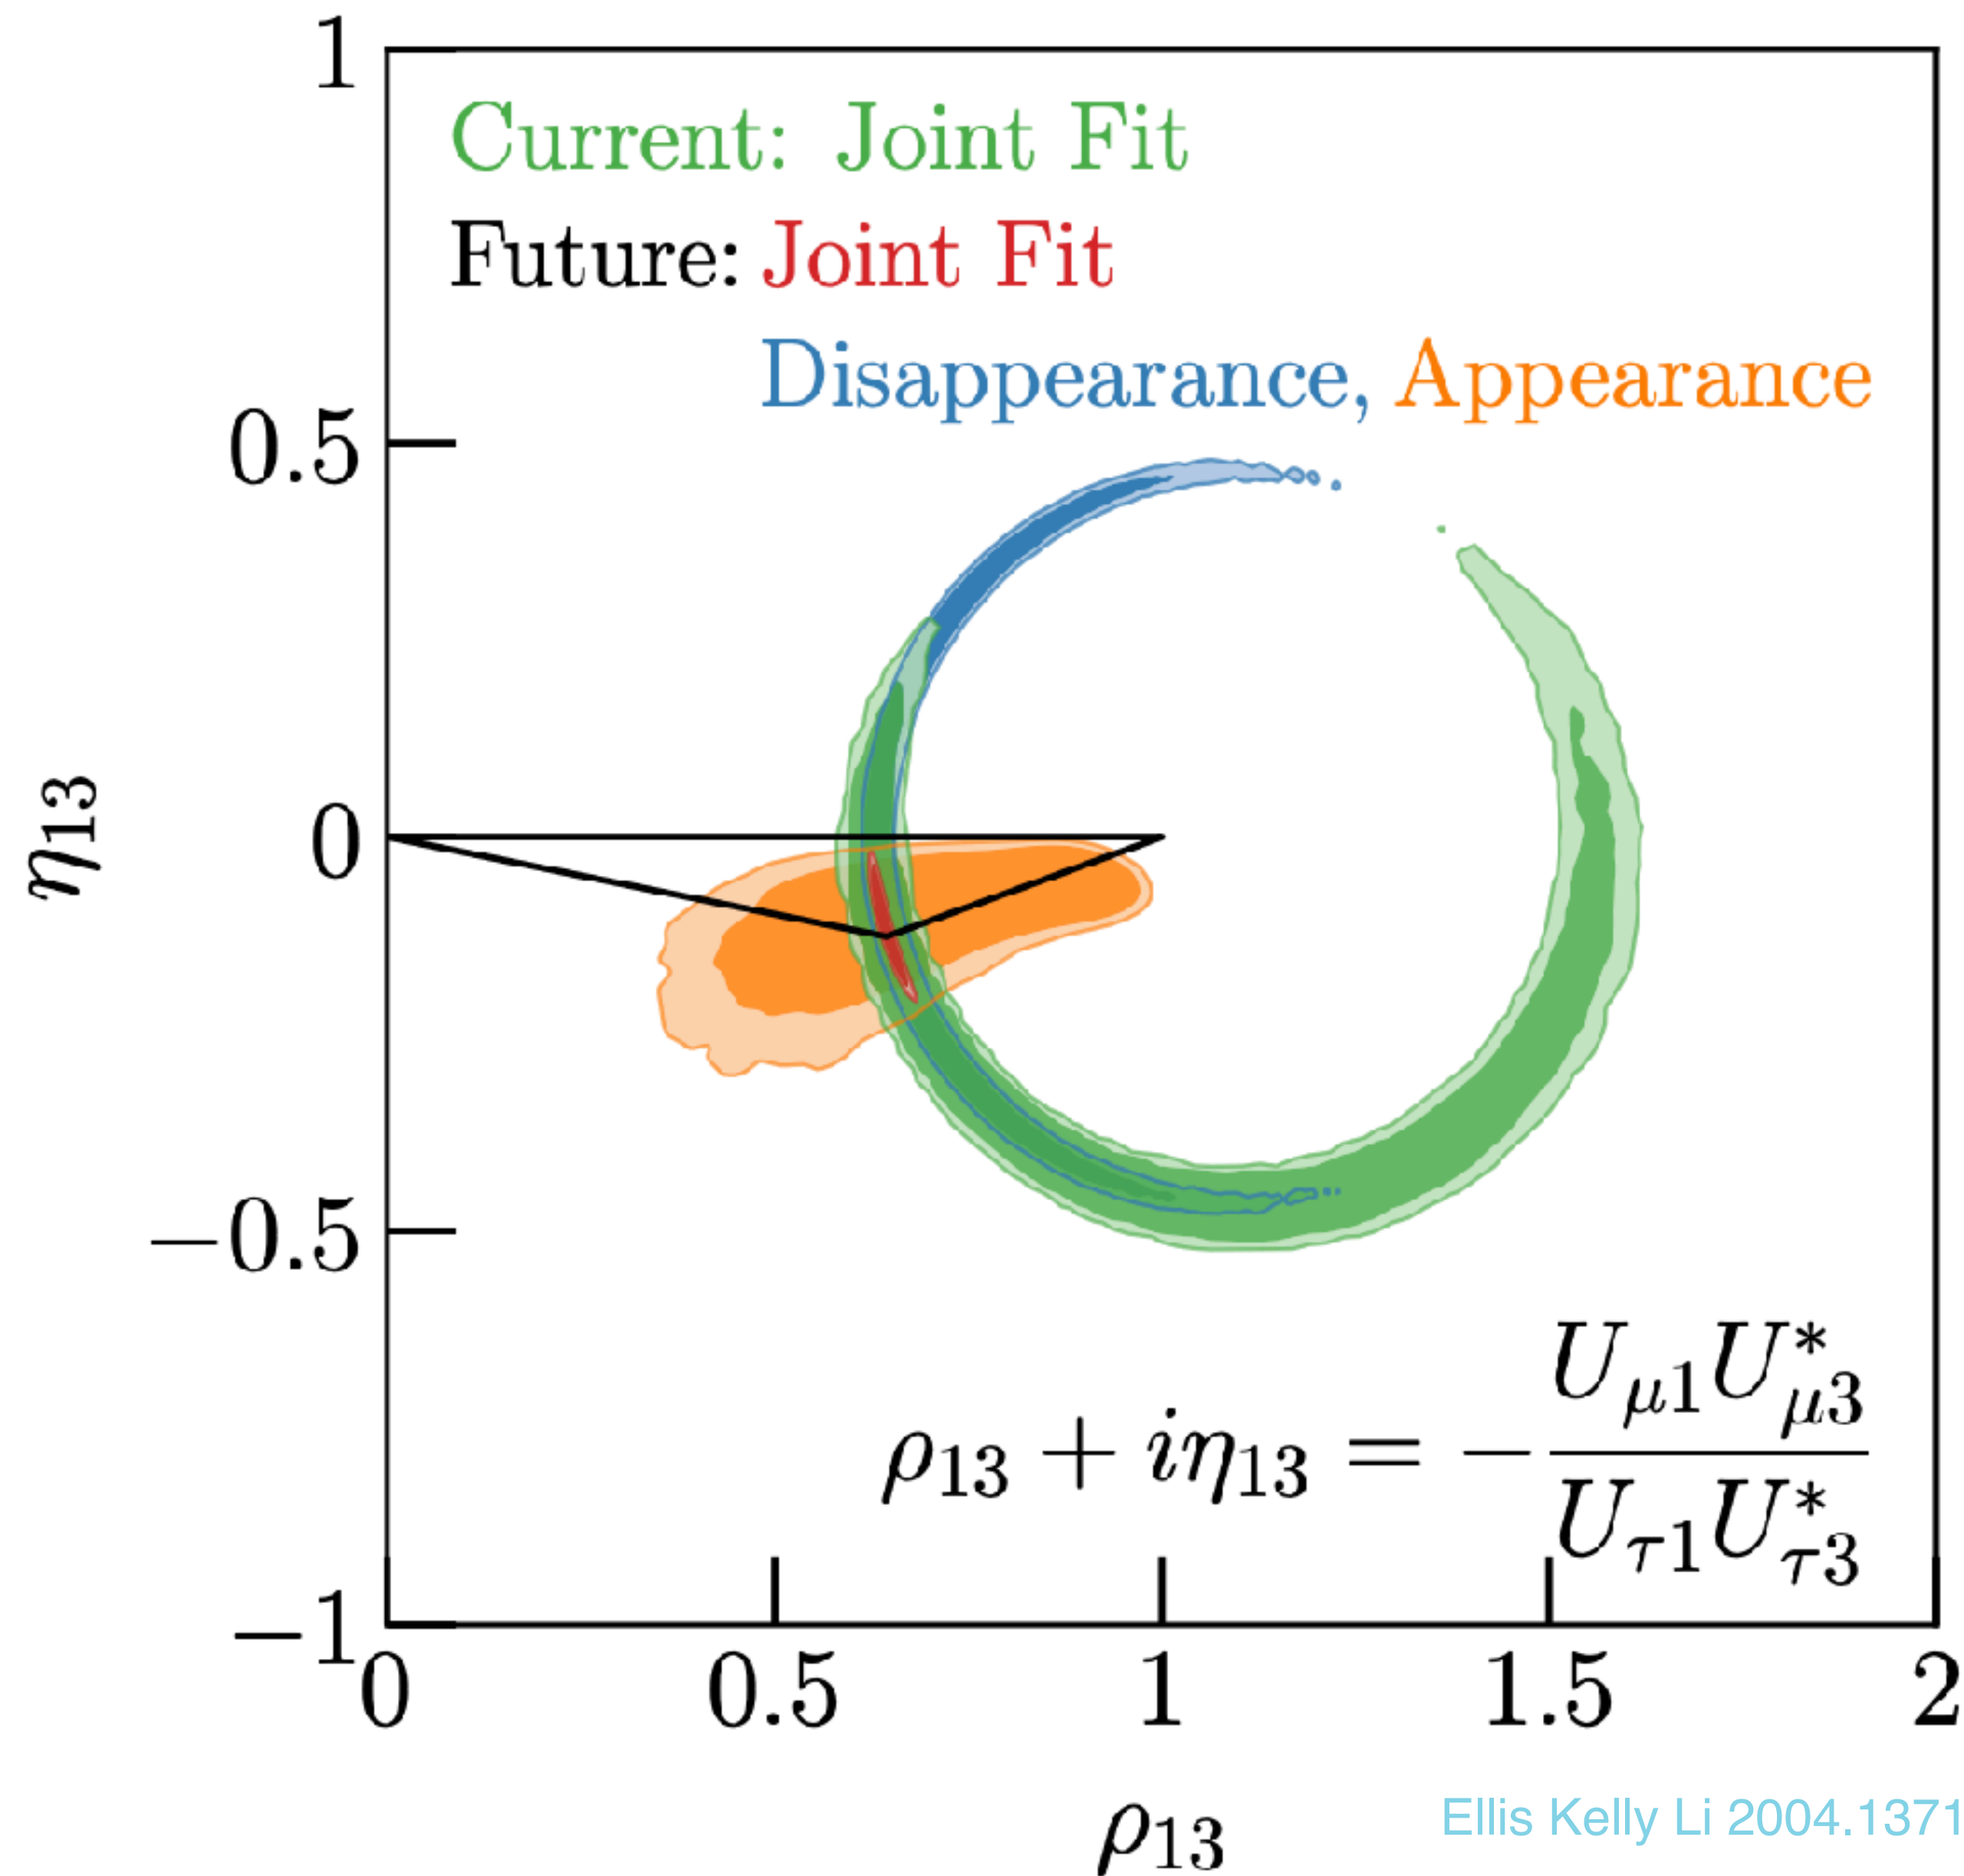 1
Current: Joint Fit
Future: Joint Fit
Disappearance, Appearance
0.5
η13
0
−0.5
ρ13 + iη13 = − Uμ1U*μ3 / Uτ1U*τ3
−1
0 0.5 1 1.5 2
ρ13
Ellis Kelly Li 2004.1371